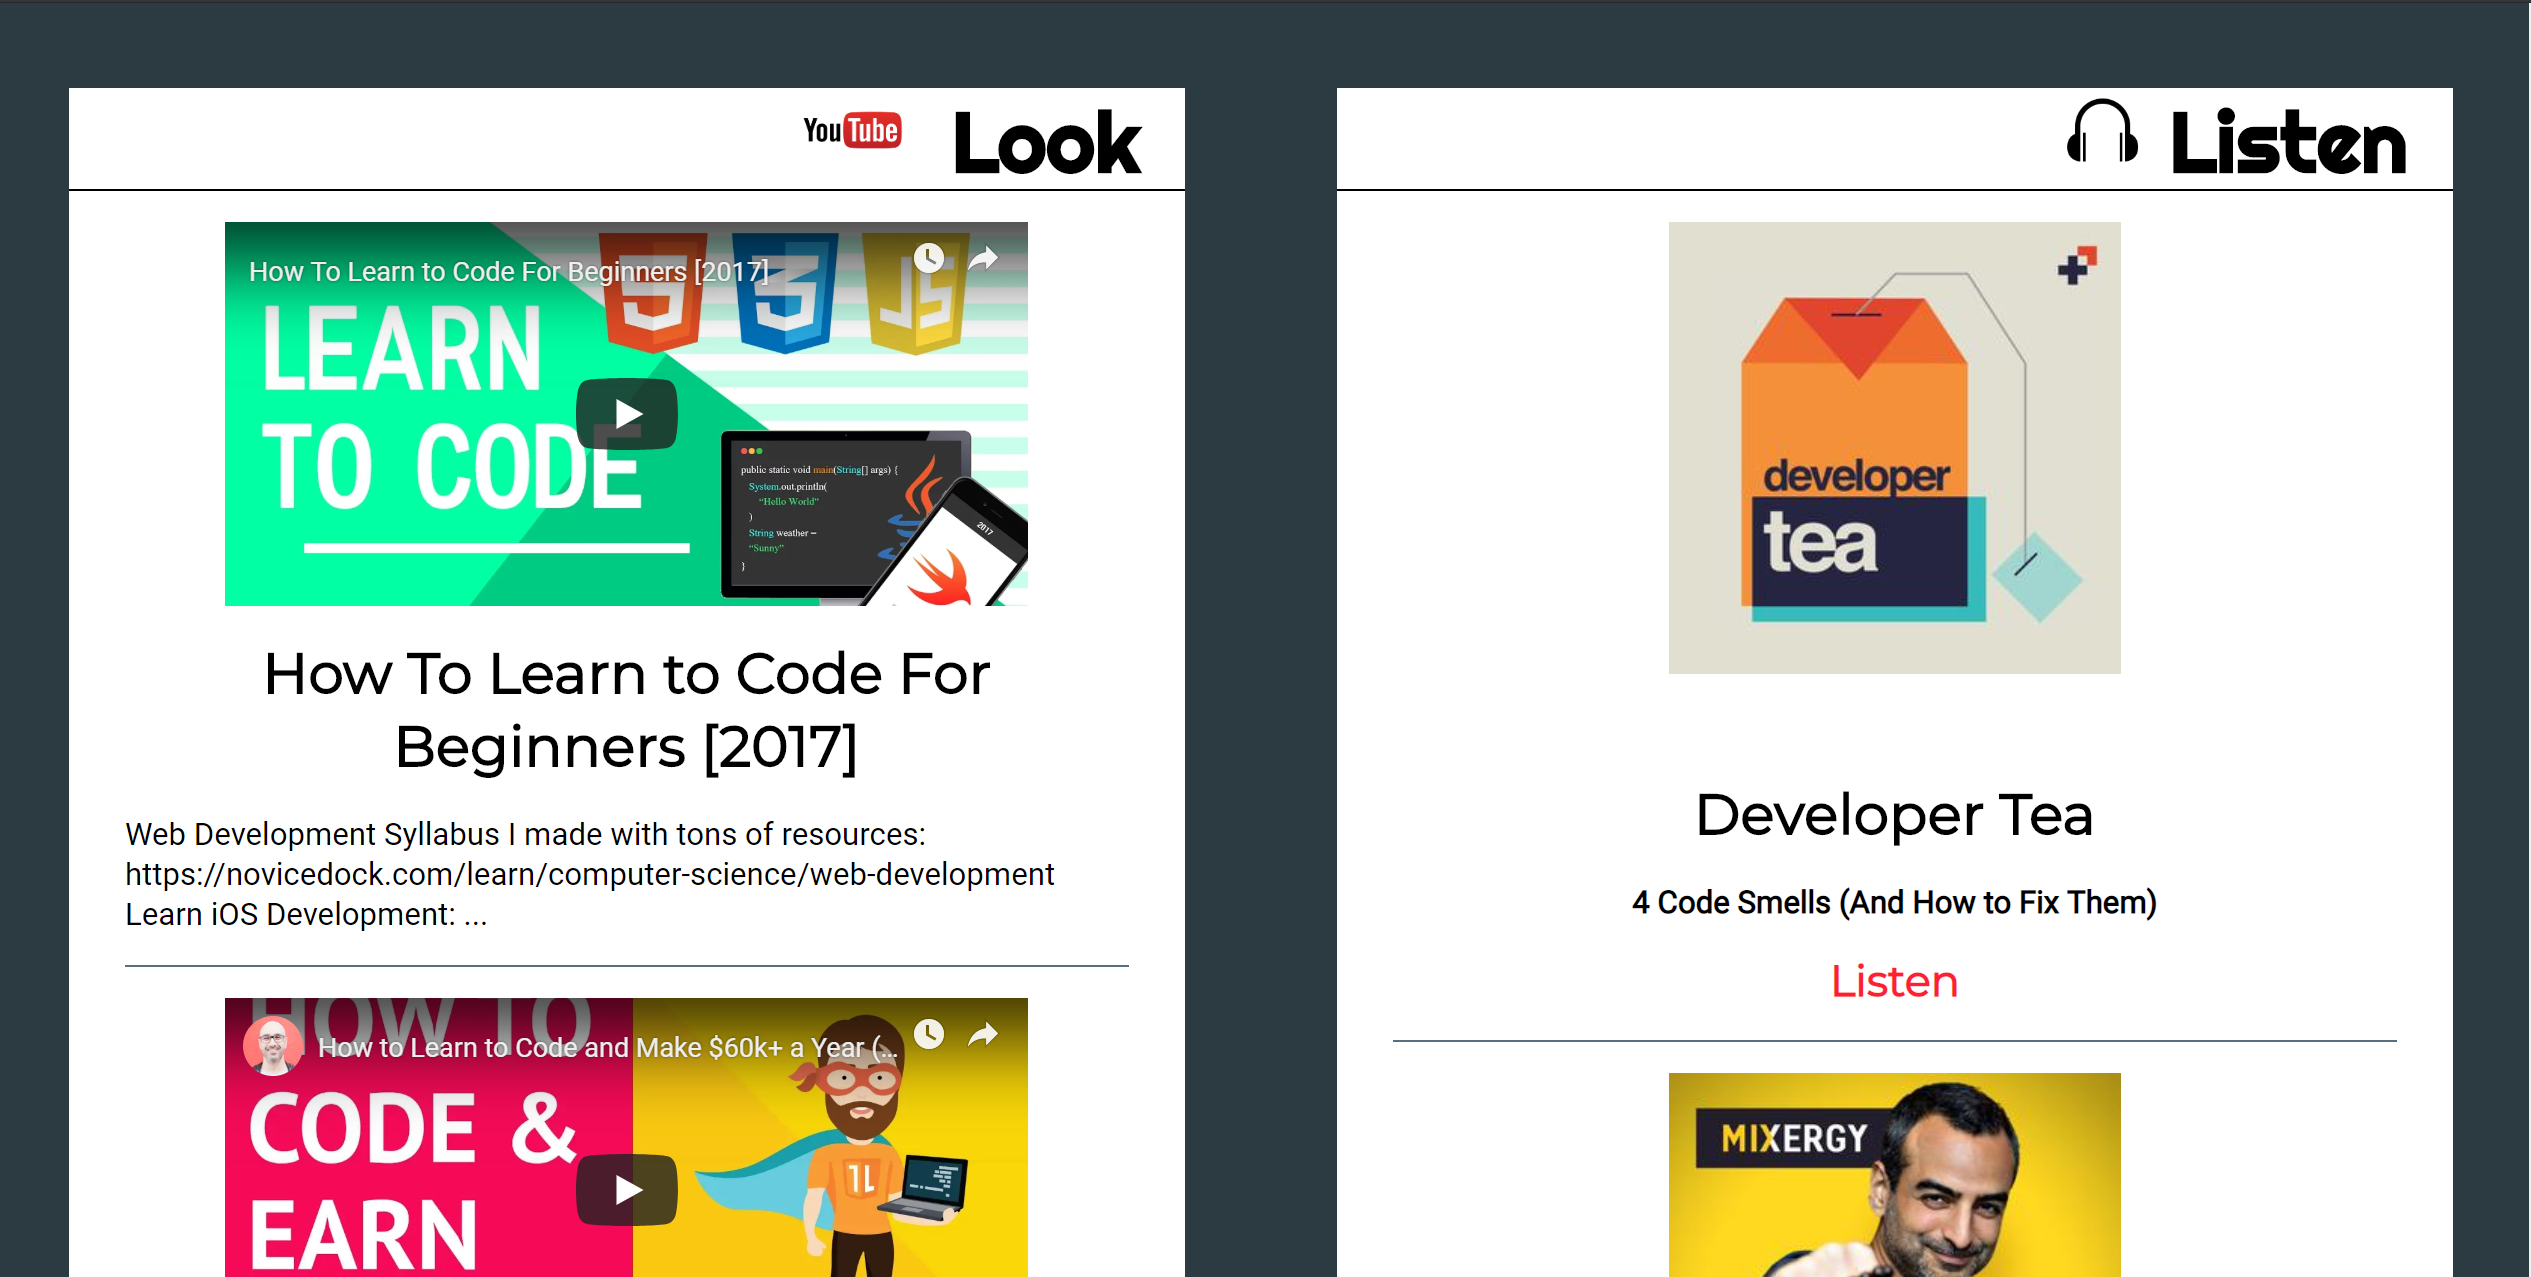 YouTube Look
How To Learn to Code For Beginners [2017]
LEARN
TO CODE
public static void main(String[] args) {
System.out.println(
"Hello World"
)
String weather =
"Sunny"
}
2017
How To Learn to Code For
Beginners [2017]
Web Development Syllabus I made with tons of resources:
https://novicedock.com/learn/computer-science/web-development
Learn iOS Development: ...
HOW TO
How to Learn to Code and Make $60k+ a Year (...
CODE &
EARN
Listen
developer
tea
Developer Tea
4 Code Smells (And How to Fix Them)
Listen
MIXERGY